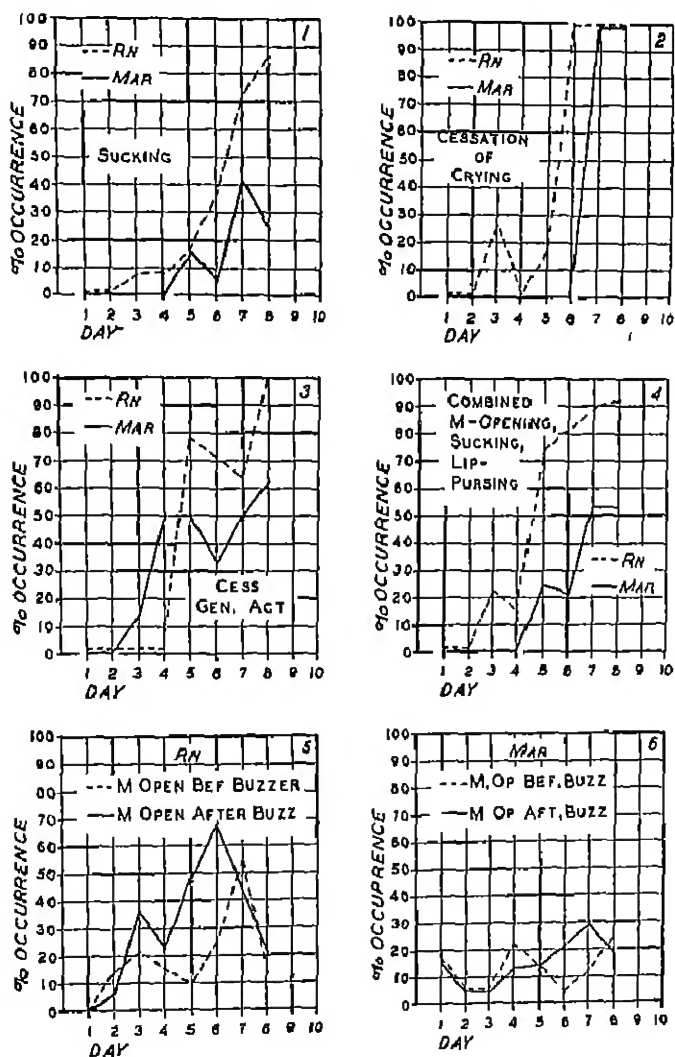 1
100
90
80
70
60
50
40
30
20
10
0
% OCCURRENCE
RN
MAR
SUCKING
1 2 3 4 5 6 7 8 9 10
DAY
2
100
90
80
70
60
50
40
30
20
10
0
% OCCURRENCE
RN
MAR
CESSATION
OF
CRYING
1 2 3 4 5 6 7 8 9 10
DAY
3
100
90
80
70
60
50
40
30
20
10
0
% OCCURRENCE
RN
MAR
CESS
GEN, ACT
1 2 3 4 5 6 7 8 9 10
DAY
4
100
90
80
70
60
50
40
30
20
10
0
% OCCURRENCE
COMBINED
M-OPENING,
SUCKING,
LIP-
PURSING
RN
MAR
1 2 3 4 5 6 7 8 9 10
DAY
5
100
90
80
70
60
50
40
30
20
10
0
% OCCURRENCE
RN
M OPEN BEF BUZZER
M OPEN AFTER BUZZ
1 2 3 4 5 6 7 8 9 10
DAY
6
100
90
80
70
60
50
40
30
20
10
0
% OCCUPRENCE
MAR
M, OP BEF, BUZZ
M OP AFT, BUZZ
1 2 3 4 5 6 7 8 9 10
DAY